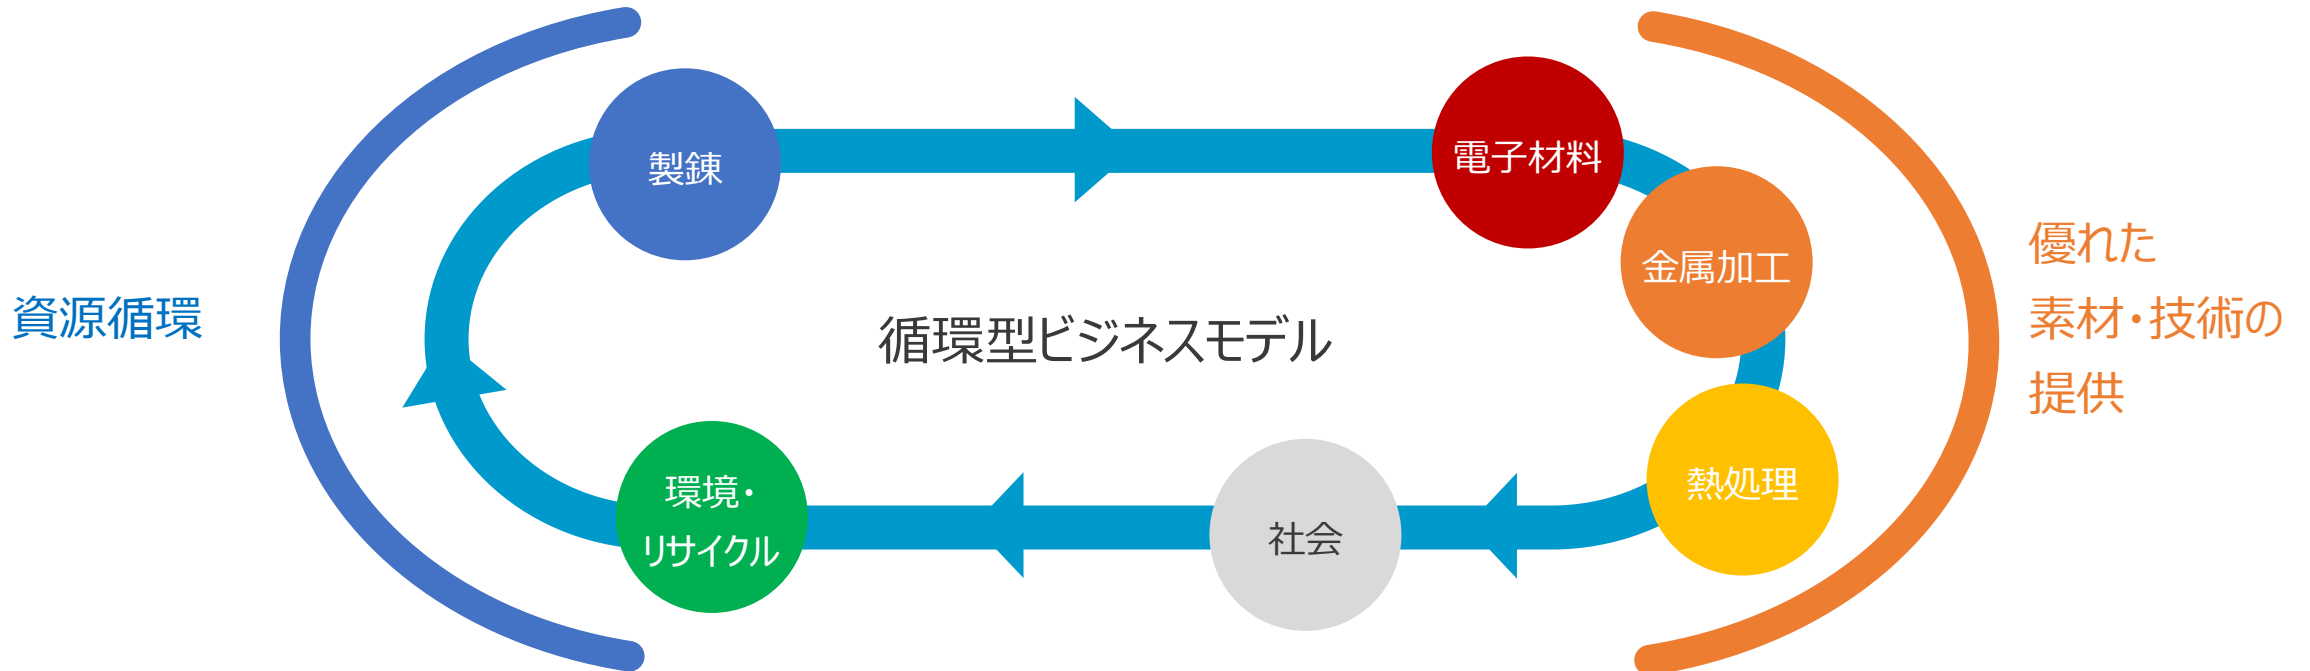 製錬
電子材料
金属加工
優れた
素材・技術の
提供
資源循環
循環型ビジネスモデル
熱処理
社会
環境・
リサイクル